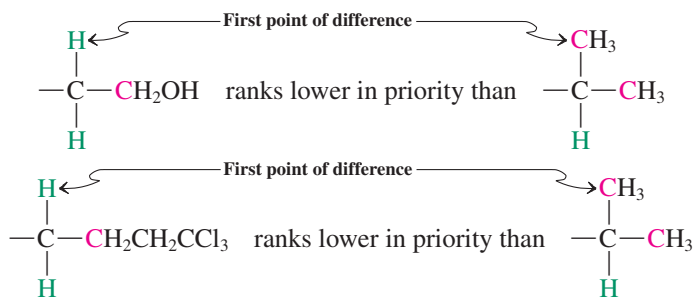 First point of difference
H CH₃
—C—CH₂OH ranks lower in priority than —C—CH₃
H H
First point of difference
H CH₃
—C—CH₂CH₂CCl₃ ranks lower in priority than —C—CH₃
H H